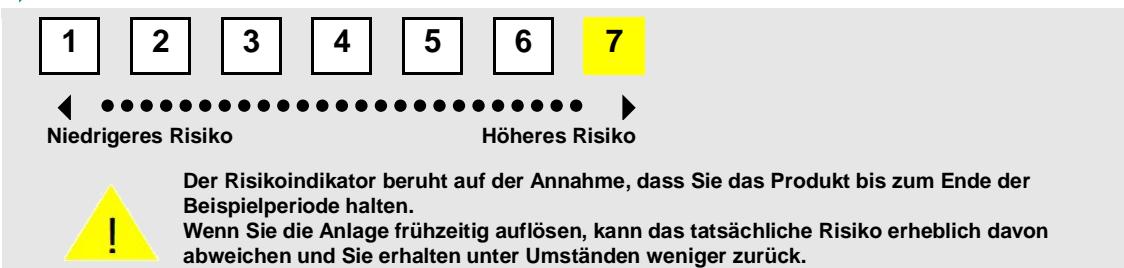 1 2 3 4 5 6 7
Niedrigeres Risiko Höheres Risiko
Der Risikoindikator beruht auf der Annahme, dass Sie das Produkt bis zum Ende der
Beispielperiode halten.
! Wenn Sie die Anlage frühzeitig auflösen, kann das tatsächliche Risiko erheblich davon
abweichen und Sie erhalten unter Umständen weniger zurück.